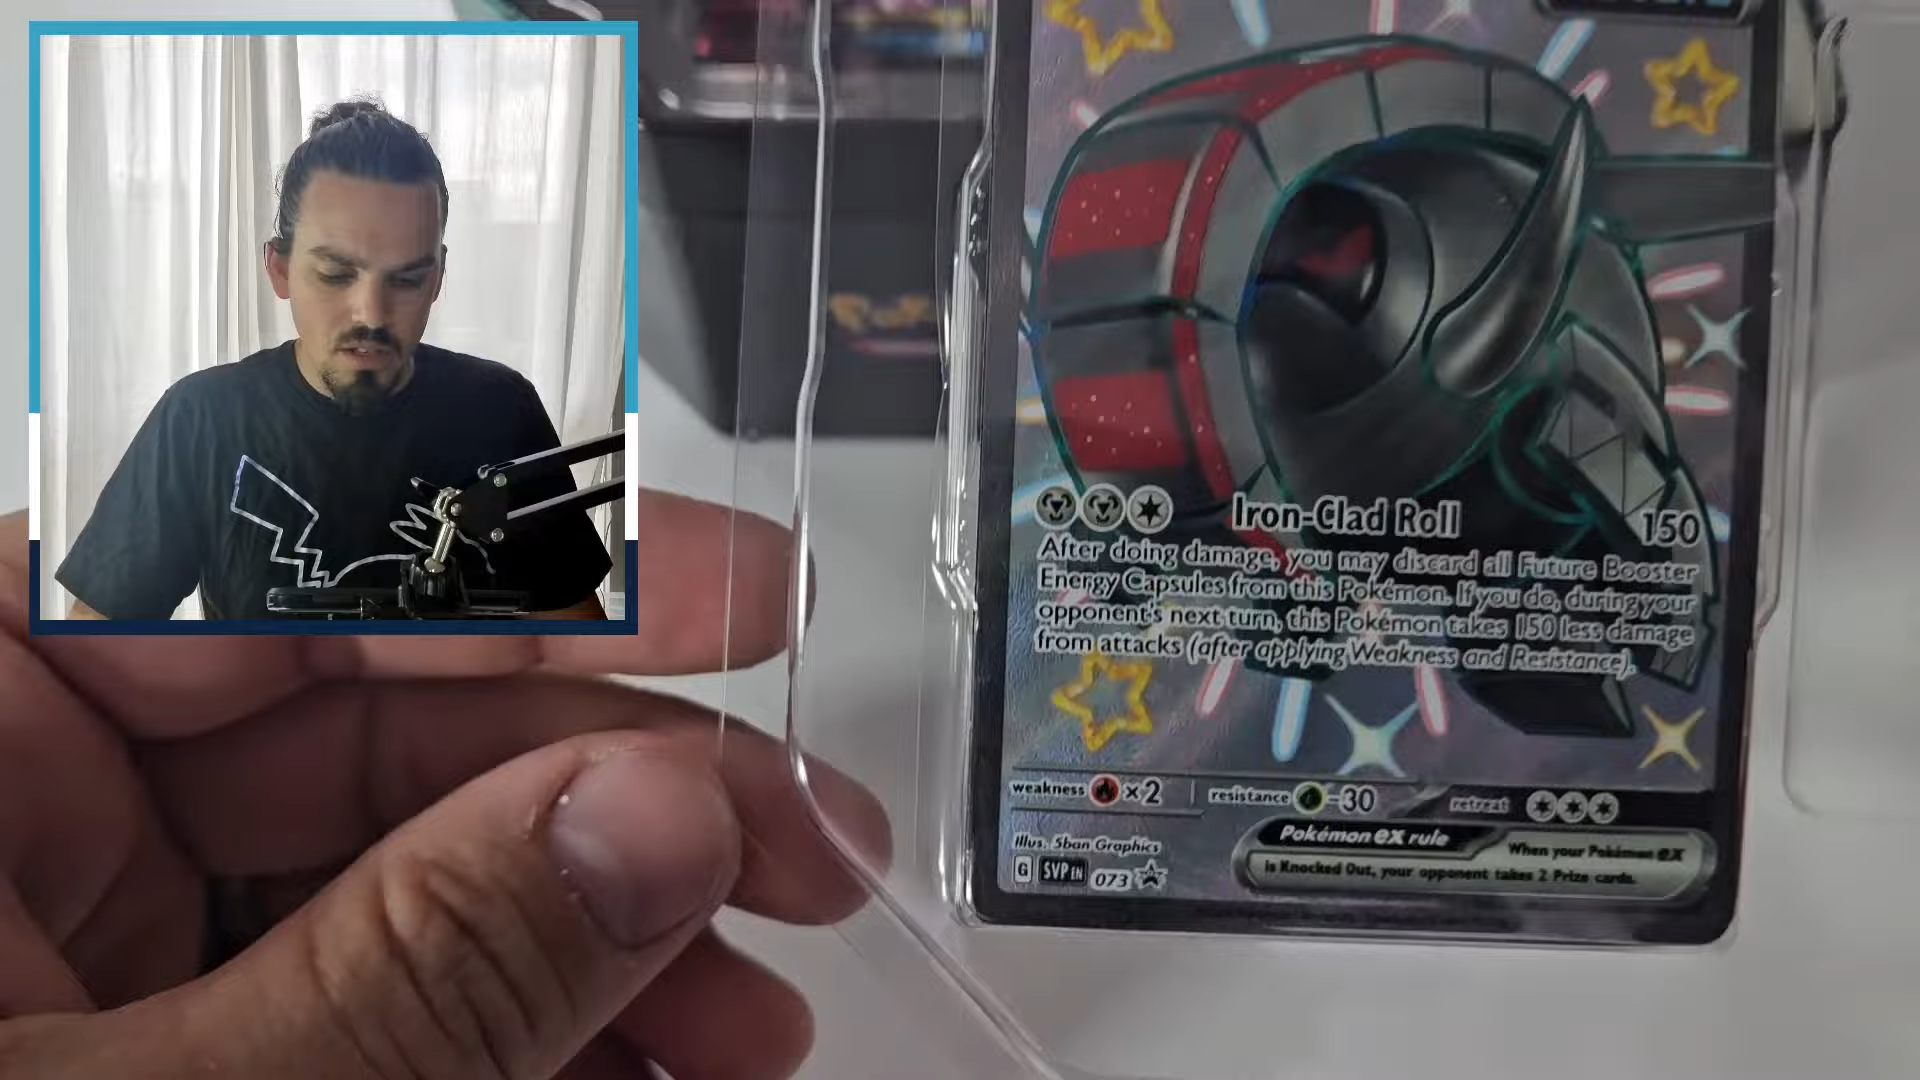 Iron-Clad Roll 150
After doing damage, you may discard all Future Booster
Energy Capsules from this Pokémon. If you do, during your
opponent's next turn, this Pokémon takes 150 less damage
from attacks (after applying Weakness and Resistance).
weakness ×2 resistance -30 retreat
Illus. 5ban Graphics
Pokémon ex rule When your Pokémon ex
is Knocked Out, your opponent takes 2 Prize cards.
G SVP EN 073